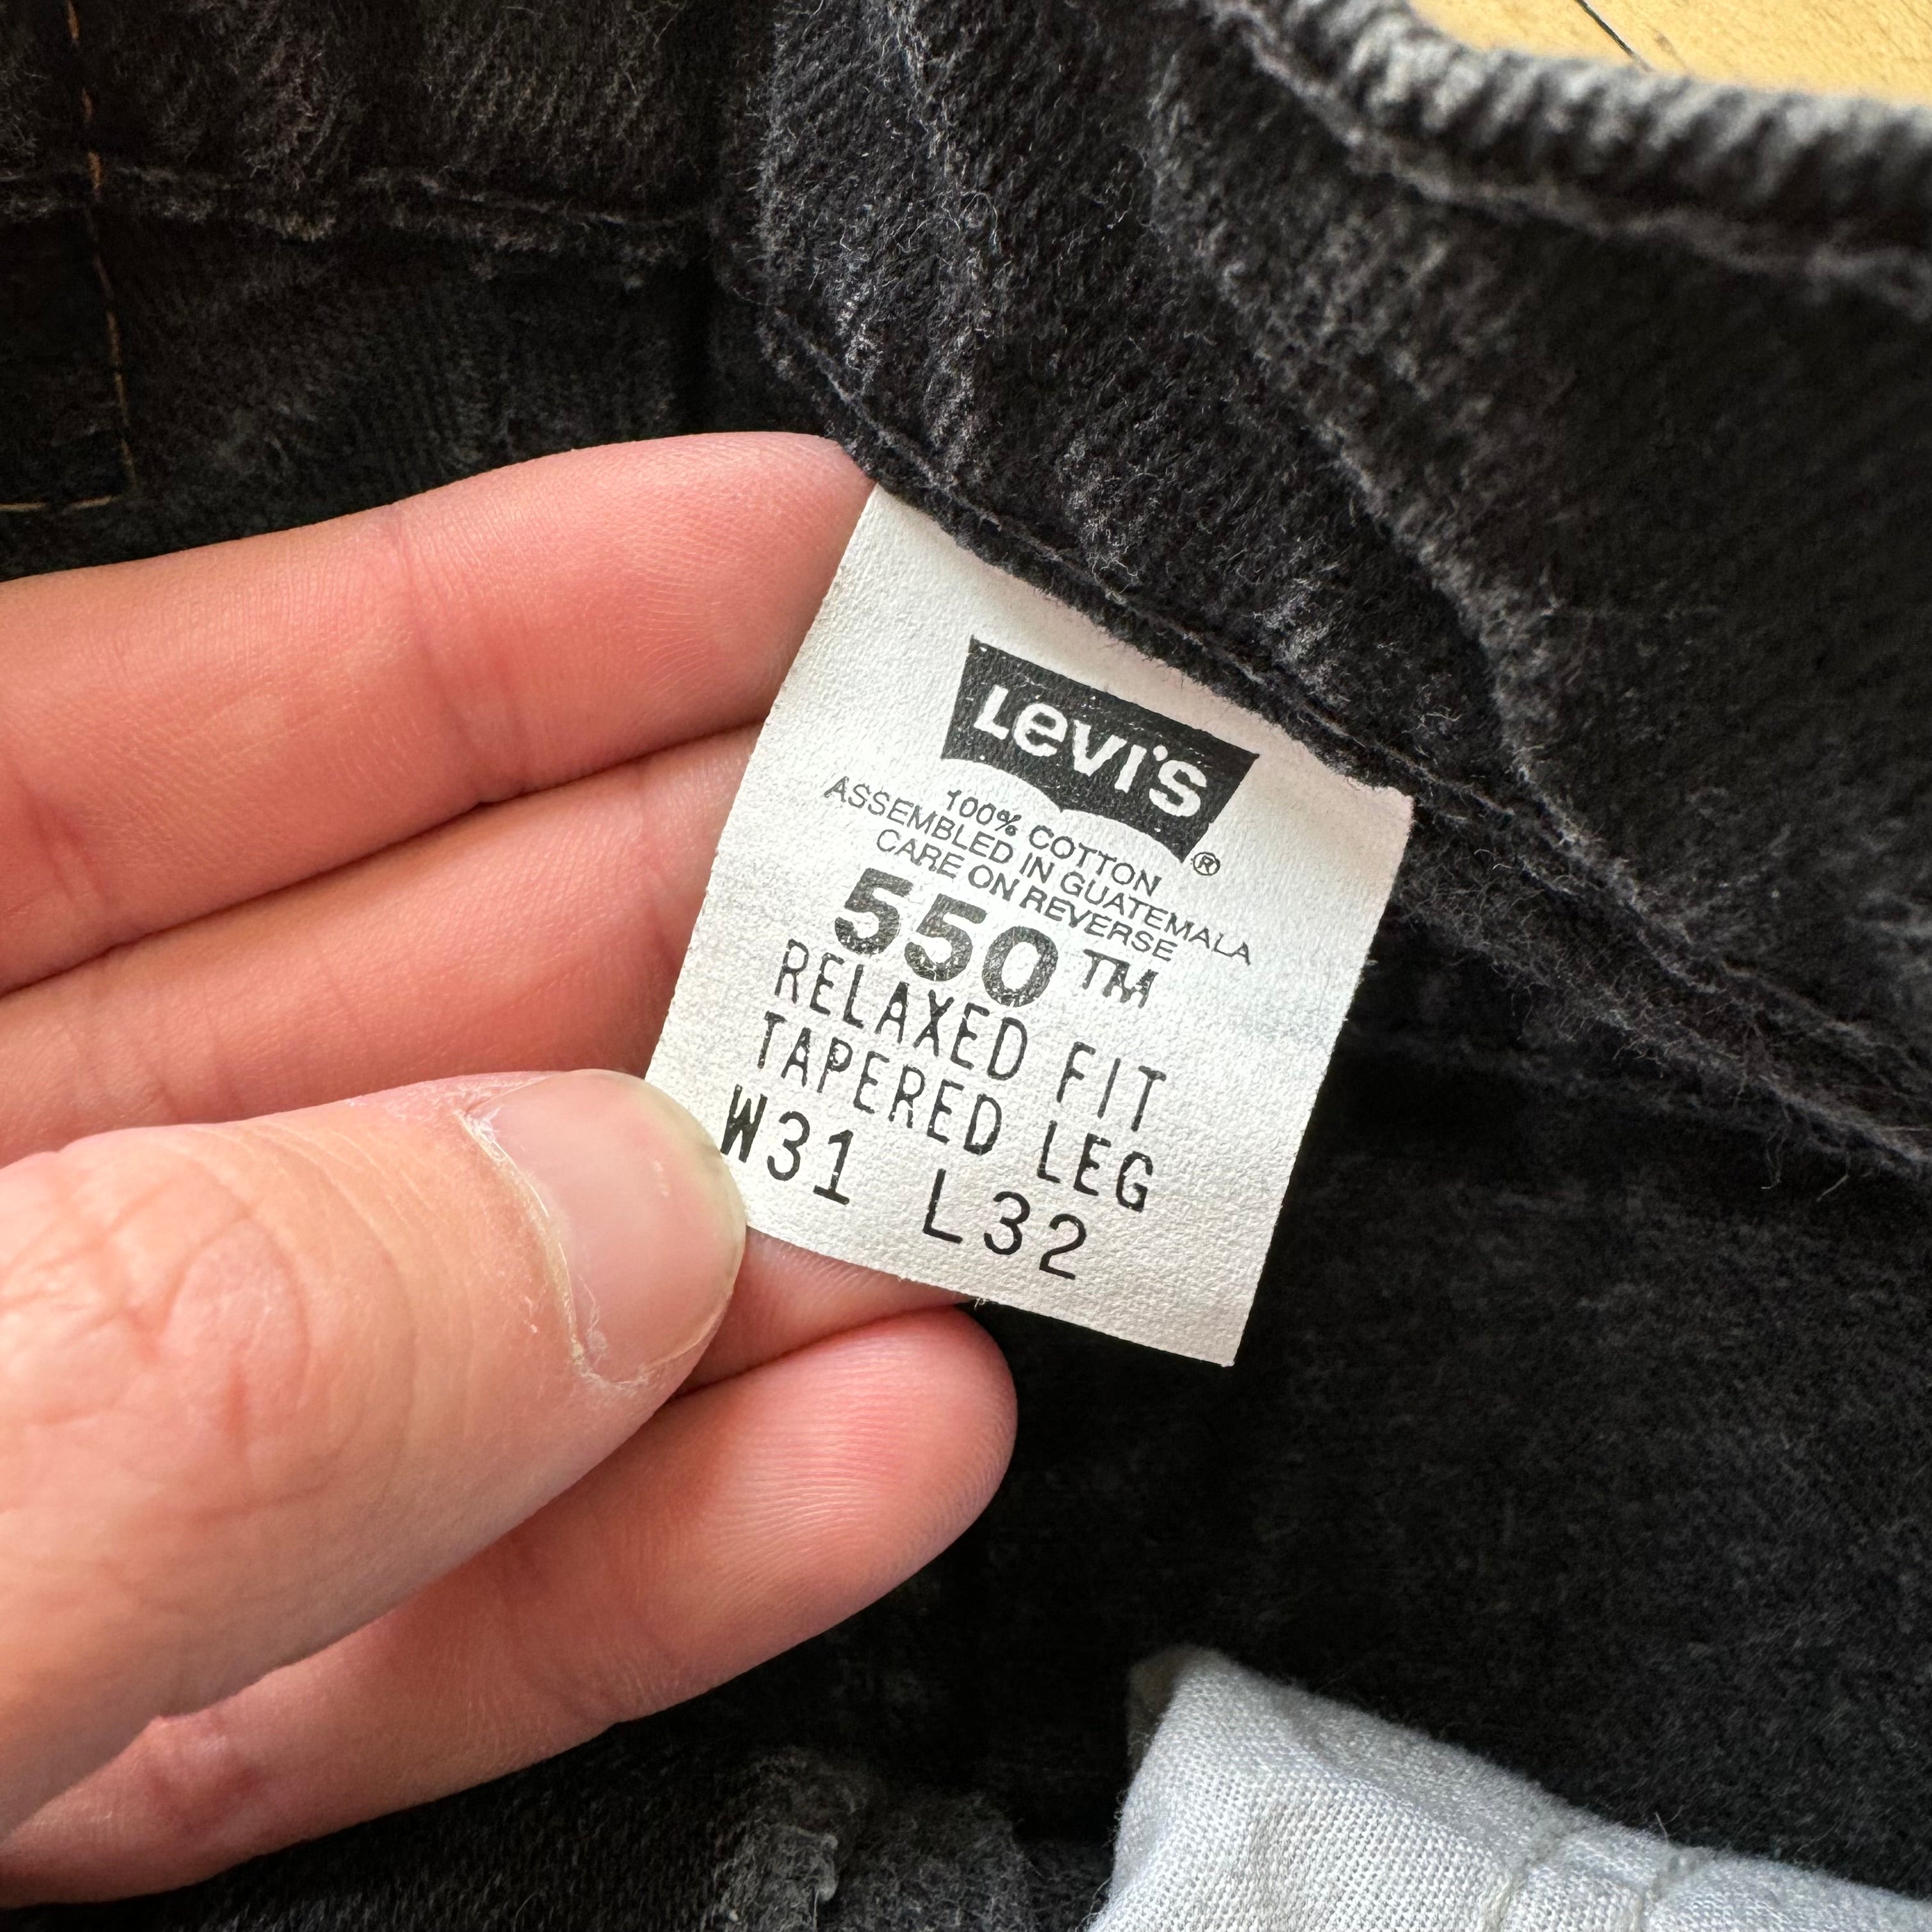 Levi's®
100% COTTON
ASSEMBLED IN GUATEMALA
CARE ON REVERSE
550™
RELAXED FIT
TAPERED LEG
W31 L32